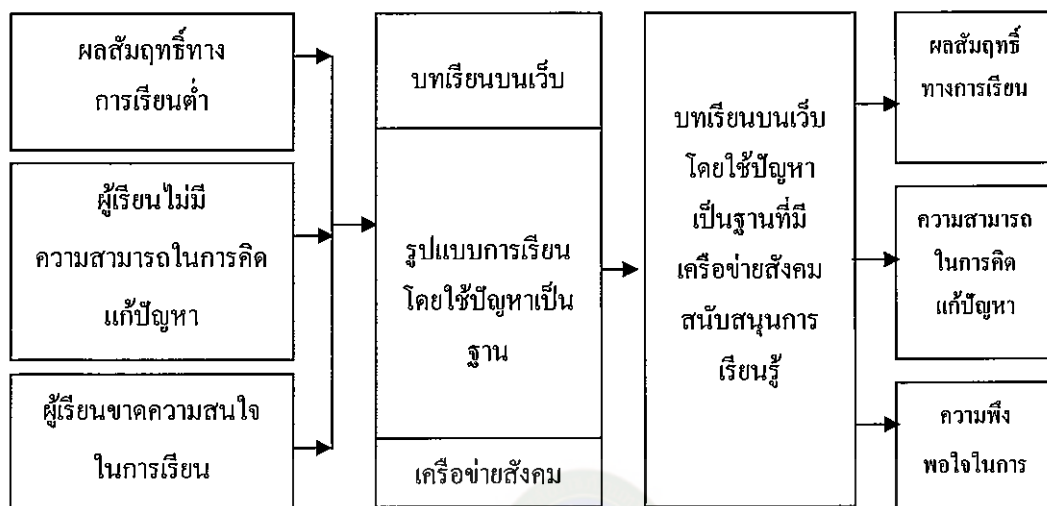 ผลสัมฤทธิ์ทาง
การเรียนต่ำ
ผู้เรียนไม่มี
ความสามารถในการคิด
แก้ปัญหา
ผู้เรียนขาดความสนใจ
ในการเรียน
บทเรียนบนเว็บ
รูปแบบการเรียน
โดยใช้ปัญหาเป็น
ฐาน
เครือข่ายสังคม
บทเรียนบนเว็บ
โดยใช้ปัญหา
เป็นฐานที่มี
เครือข่ายสังคม
สนับสนุนการ
เรียนรู้
ผลสัมฤทธิ์
ทางการเรียน
ความสามารถ
ในการคิด
แก้ปัญหา
ความพึง
พอใจในการ